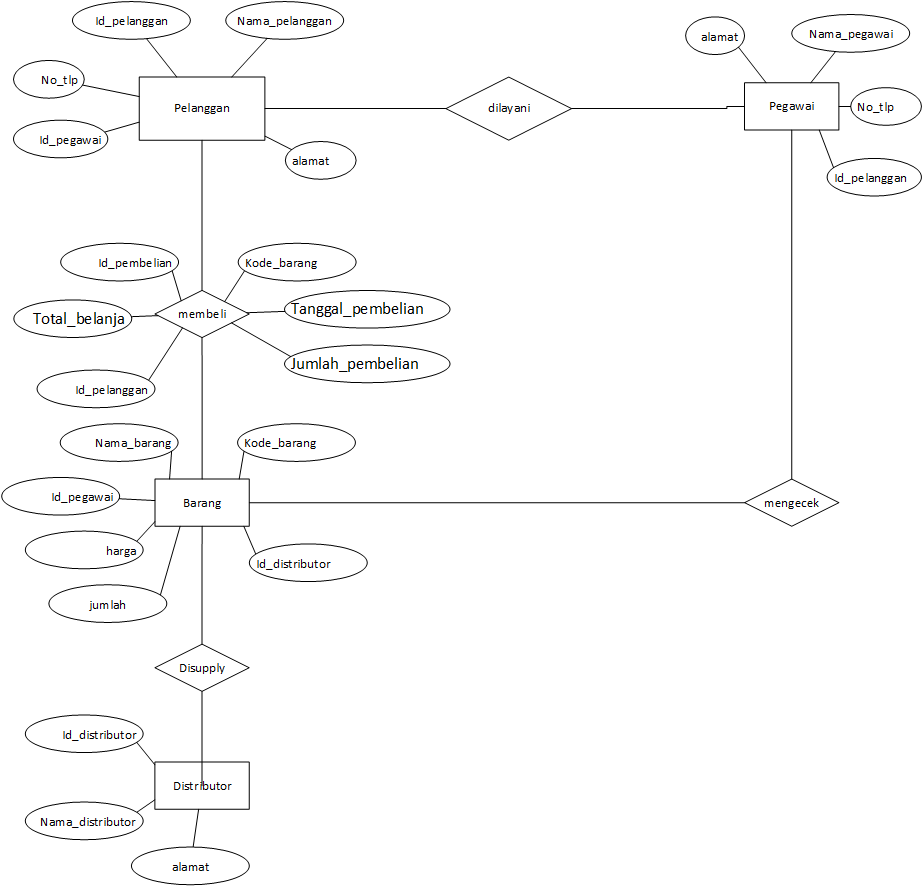 Id_pelanggan
Nama_pelanggan
alamat
Nama_pegawai
No_tlp
Pelanggan
dilayani
Pegawai
No_tlp
Id_pegawai
alamat
Id_pelanggan
Id_pembelian
Kode_barang
Total_belanja
membeli
Tanggal_pembelian
Jumlah_pembelian
Id_pelanggan
Nama_barang
Kode_barang
Id_pegawai
Barang
mengecek
harga
Id_distributor
jumlah
Disupply
Id_distributor
Distributor
Nama_distributor
alamat